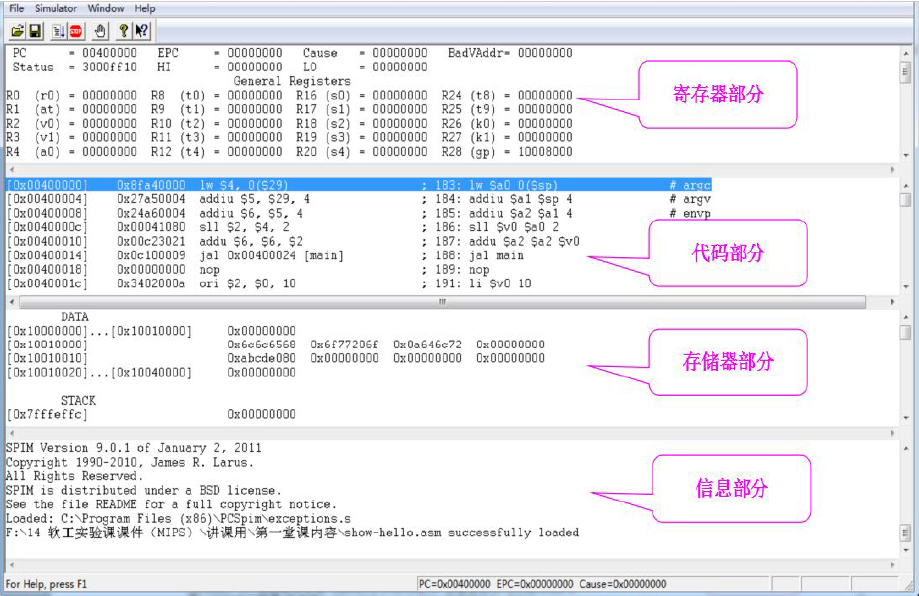 File Simulator Window Help
PC = 00400000 EPC = 00000000 Cause = 00000000 BadVAddr= 00000000
Status = 3000ff10 HI = 00000000 LO = 00000000
General Registers
R0 (r0) = 00000000 R8 (t0) = 00000000 R16 (s0) = 00000000 R24 (t8) = 00000000
R1 (at) = 00000000 R9 (t1) = 00000000 R17 (s1) = 00000000 R25 (t9) = 00000000
R2 (v0) = 00000000 R10 (t2) = 00000000 R18 (s2) = 00000000 R26 (k0) = 00000000
R3 (v1) = 00000000 R11 (t3) = 00000000 R19 (s3) = 00000000 R27 (k1) = 00000000
R4 (a0) = 00000000 R12 (t4) = 00000000 R20 (s4) = 00000000 R28 (gp) = 10008000
寄存器部分
[0x00400000] 0x8fa40000 lw $4, 0($29) ; 183: lw $a0 0($sp) # argc
[0x00400004] 0x27a50004 addiu $5, $29, 4 ; 184: addiu $a1 $sp 4 # argv
[0x00400008] 0x24a60004 addiu $6, $5, 4 ; 185: addiu $a2 $a1 4 # envp
[0x0040000c] 0x00041080 sll $2, $4, 2 ; 186: sll $v0 $a0 2
[0x00400010] 0x00c23021 addu $6, $6, $2 ; 187: addu $a2 $a2 $v0
[0x00400014] 0x0c100009 jal 0x00400024 [main] ; 188: jal main
[0x00400018] 0x00000000 nop ; 189: nop
[0x0040001c] 0x3402000a ori $2, $0, 10 ; 191: li $v0 10
代码部分
DATA
[0x10000000]...[0x10010000] 0x00000000
[0x10010000] 0x6c6c6568 0x6f77206f 0x0a646c72 0x00000000
[0x10010010] 0xabcde080 0x00000000 0x00000000 0x00000000
[0x10010020]...[0x10040000] 0x00000000
存储器部分
STACK
[0x7fffeffc] 0x00000000
SPIM Version 9.0.1 of January 2, 2011
Copyright 1990-2010, James R. Larus.
All Rights Reserved.
SPIM is distributed under a BSD license.
See the file README for a full copyright notice.
Loaded: C:\Program Files (x86)\PCSpim\exceptions.s
F:\14 软工实验课课件（MIPS）\讲课用\第一堂课内容\show-hello.asm successfully loaded
信息部分
For Help, press F1
PC=0x00400000 EPC=0x00000000 Cause=0x00000000